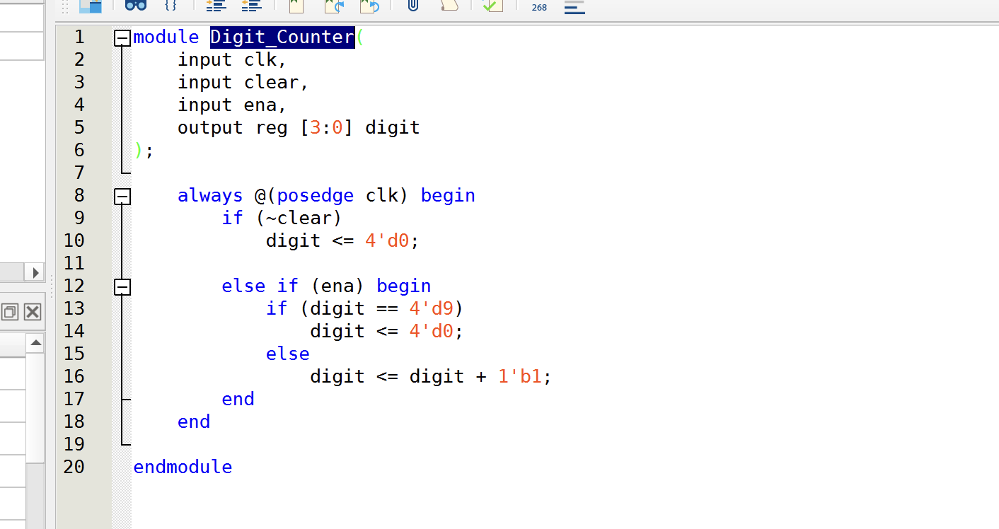 {}
268
1 module Digit_Counter(
2 input clk,
3 input clear,
4 input ena,
5 output reg [3:0] digit
6 );
7
8 always @(posedge clk) begin
9 if (~clear)
10 digit <= 4'd0;
11
12 else if (ena) begin
13 if (digit == 4'd9)
14 digit <= 4'd0;
15 else
16 digit <= digit + 1'b1;
17 end
18 end
19
20 endmodule